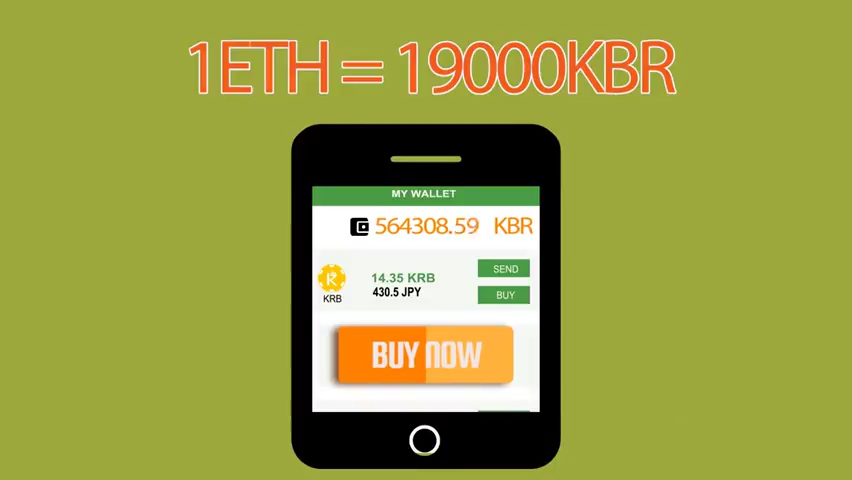 1ETH = 19000KBR
MY WALLET
564308.59 KBR
14.35 KRB
430.5 JPY
KRB
SEND
BUY
BUY NOW